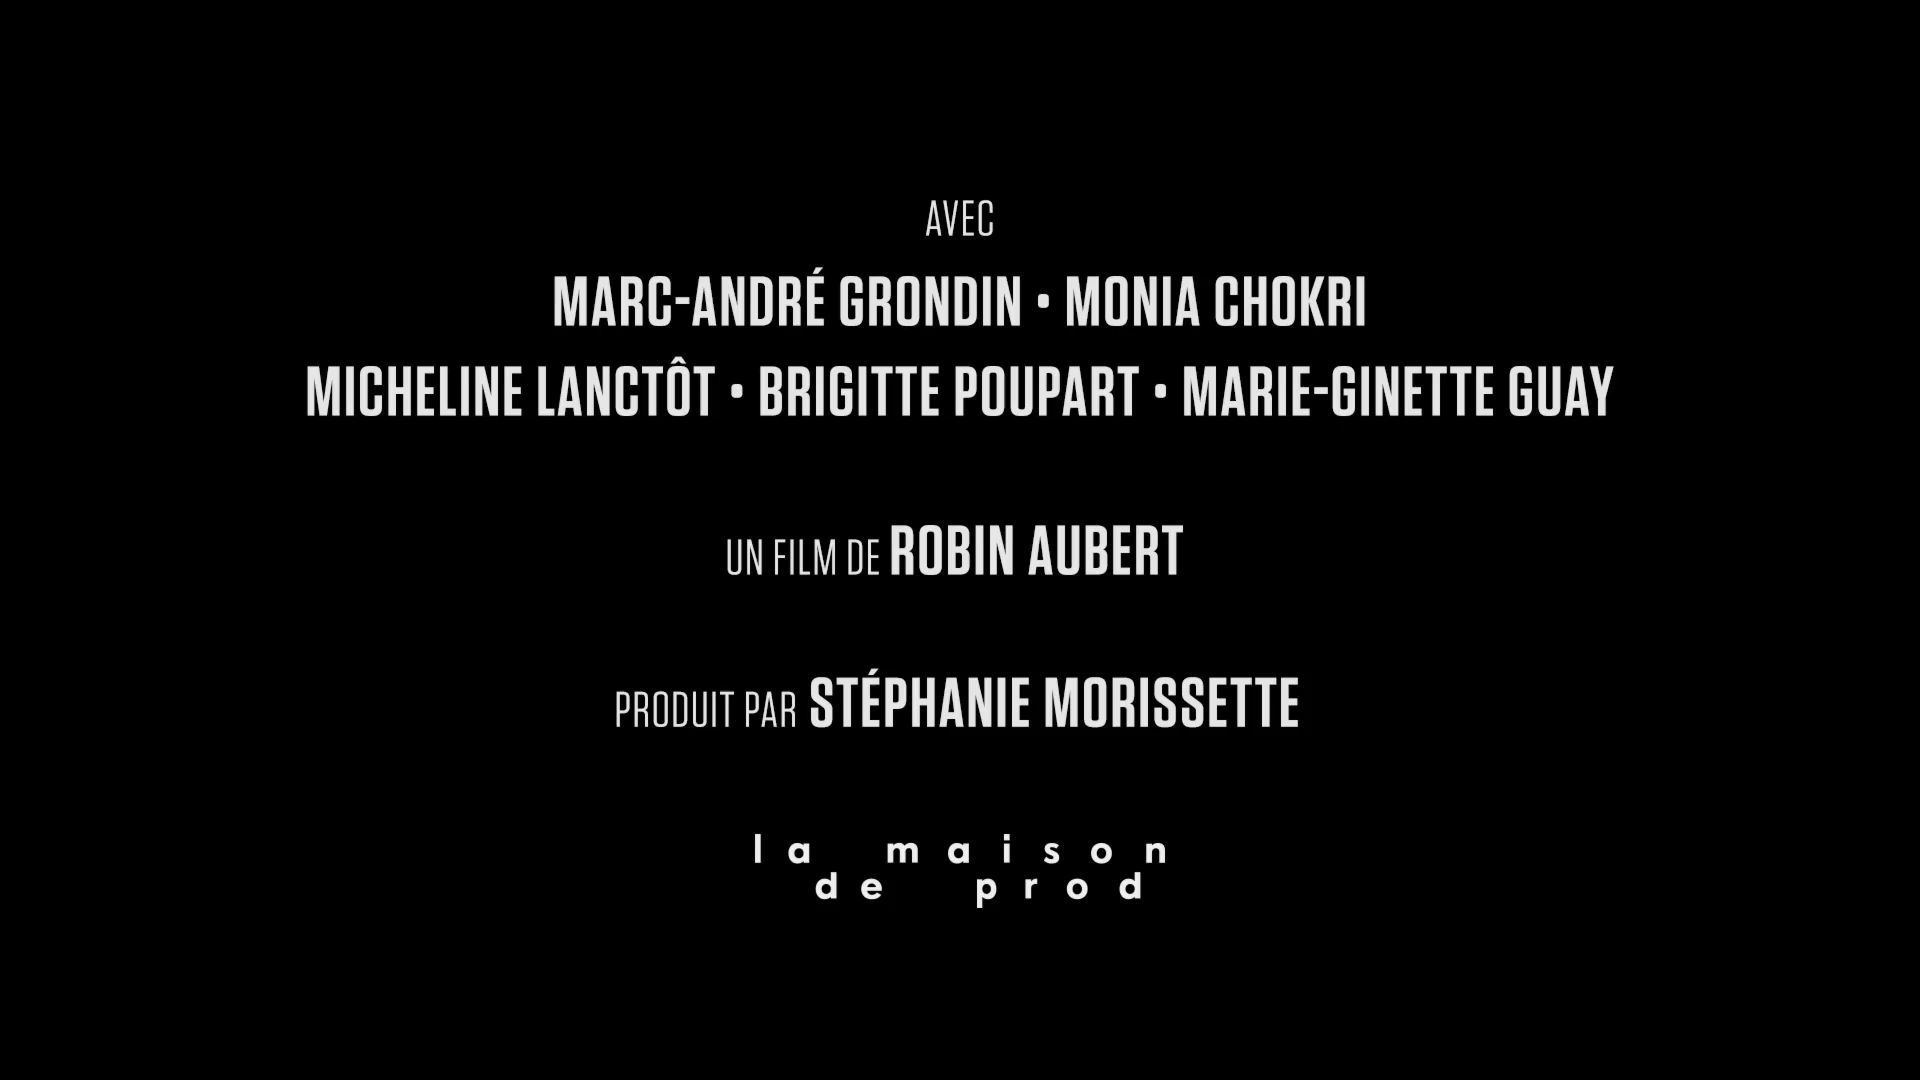 AVEC
MARC-ANDRÉ GRONDIN • MONIA CHOKRI
MICHELINE LANCTÔT • BRIGITTE POUPART • MARIE-GINETTE GUAY
UN FILM DE ROBIN AUBERT
PRODUIT PAR STÉPHANIE MORISSETTE
la maison
de prod